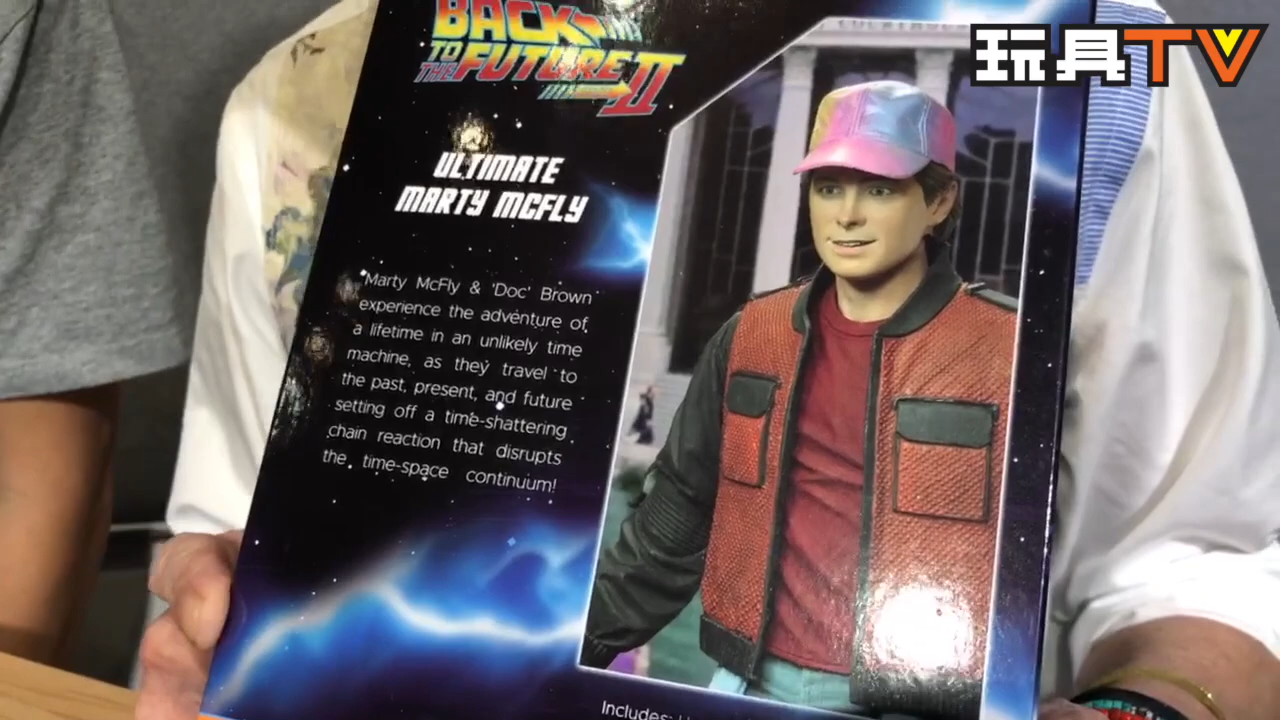 BACK
TO
THE FUTURE II
玩具TV
ULTIMATE
MARTY MCFLY
Marty McFly & 'Doc' Brown
experience the adventure of
a lifetime in an unlikely time
machine, as they travel to
the past, present, and future
setting off a time-shattering
chain reaction that disrupts
the time-space continuum!
Includes: